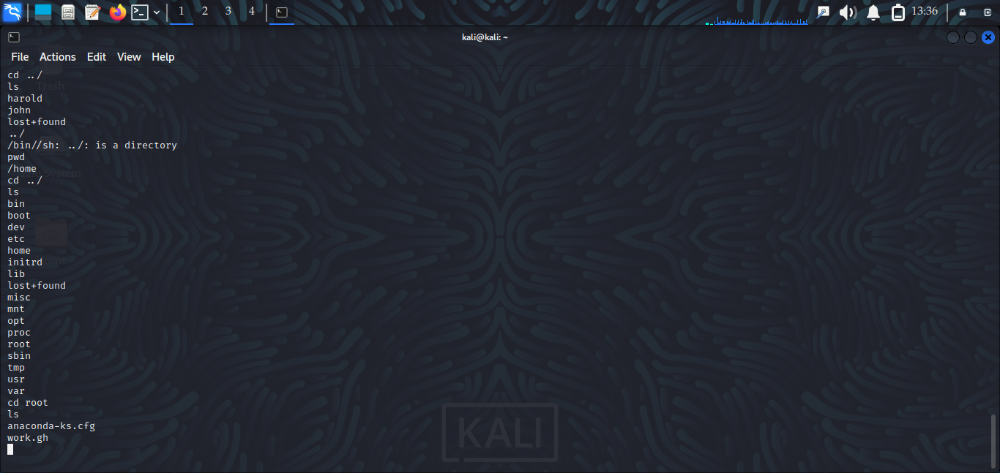 1 2 3 4
13:36
kali@kali: ~
File Actions Edit View Help
cd ../
ls
Trash
harold
john
lost+found
../
/bin//sh: ../: is a directory
pwd
/home
System
cd ../
ls
bin
boot
dev
etc
home
initrd
lib
lost+found
misc
mnt
opt
proc
root
sbin
tmp
usr
var
cd root
ls
anaconda-ks.cfg
work.gh
KALI